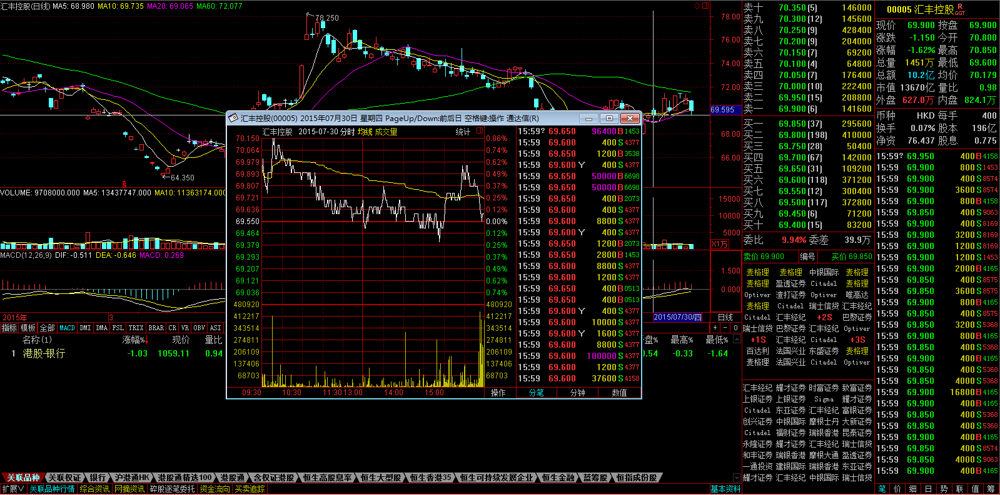 汇丰控股(日线) MA5: 68.980 MA10: 69.735 MA20: 69.065 MA60: 72.077
78.250
64.350
78.00
76.00
74.00
72.00
69.595
68.00
66.00
VOLUME: 9708000.000 MA5: 13437747.000 MA10: 11363174.000
15000
10000
5000
X1万
MACD(12,26,9) DIF: -0.511 DEA: -0.646 MACD: 0.269
1.500
0.000
2015年 3 2015/07/30/四 日线
指标 模板 全部 MACD DMI DMA FSL TRIX BRAR CR VR OBV ASI + - 0
名称(1) 涨幅% 现价 量比 盘% 最高% 最低%
1 港股-银行 -1.03 1059.11 0.94 0.54 -0.33 -1.64
汇丰控股(00005) 2015年07月30日 星期四 PageUp/Down:前后日 空格键:操作 通达信(R)
汇丰控股 2015-07-30 分时 均线 成交量 统计
70.150 0.86%
70.064 0.74%
69.979 0.62%
69.893 0.49%
69.807 0.37%
69.721 0.25%
69.636 0.12%
69.550 0.00%
69.464 0.12%
69.379 0.25%
69.293 0.37%
69.207 0.49%
69.121 0.62%
69.036 0.74%
480920 480920
412217 412217
343514 343514
274811 274811
206109 206109
137406 137406
68703 68703
09:30 10:30 11:30 13:00 14:00 15:00 操作 分笔 分钟 数值
15:59? 69.650 96400B 1453
15:59 69.600 400S 4377
15:59 69.650 1200B 3538
15:59 69.600 Y 400S 4377
15:59 69.650 50000B 6698
15:59 69.650 50000B 6698
15:59 69.650 400B 2073
15:59 69.600 400S 4377
15:59 69.600 8800S 4377
15:59 69.600 Y 400S 4377
15:59 69.650 1200B 2073
15:59 69.650 2800B 1453
15:59 69.600 8800S 4377
15:59 69.600 1200S 4377
15:59 69.650 400B 0513
15:59 69.650 400B 0513
15:59 69.600 Y 400S 4377
15:59 69.600 10000S 4377
15:59 69.600 Y 1600S 4377
15:59 69.600 8800S 4377
15:59 69.600 100000S 4377
15:59 69.600 1200S 4377
15:59 69.600 37600S 4158
卖十 70.350(5) 146000
卖九 70.300(12) 145600
卖八 70.250(9) 428400
卖七 70.200(9) 204000
卖六 70.150(7) 69200
卖五 70.100(4) 64800
卖四 70.050(7) 176400
卖三 70.000(10) 222400
卖二 69.950(15) 208800
卖一 69.900(6) 141600
买一 69.850(37) 295600
买二 69.800(198) 410000
买三 69.750(28) 50400
买四 69.700(67) 142000
买五 69.650(31) 109200
买六 69.600(118) 371200
买七 69.550(12) 300400
买八 69.500(117) 372800
买九 69.450(6) 71200
买十 69.400(15) 83200
委比 9.94% 委差 39.9万
卖价 69.900 编号 买价 69.850
麦格理 麦格理 中银国际 麦格理
麦格理 盈透证券 Citadel 麦格理
Optiver 渣打证券 Optiver 唯高达
麦格理 Citadel 瑞士信贷 汇丰经纪
Citadel 汇丰经纪 +2S 巴黎证券
瑞士信贷 巴黎证券 汇丰经纪 Optiver
+1S 汇丰经纪 Citadel +3S
百达利 法国兴业 东盛证券 麦格理
麦格理 法国兴业 Citadel Optiver
汇丰经纪 耀才证券 时富证券 致富证券
上银证券 上银证券 Sigma 耀才证券
Citadel 东亚证券 汇丰经纪 富银证券
创兴证券 中银国际 摩根士丹 大新证券
Citadel 福财证券 瑞银香港 昆泰证券
永隆证券 耀才证券 汇丰经纪 瑞士信贷
和丰证券 瑞银香港 摩根大通 盈透证券
一通投资 建银国际 瑞银香港 东亚证券
耀才证券 汇丰经纪 中银国际 瑞士信贷
00005 汇丰控股 R GGT
现价 69.900 按盘 69.900
涨跌 -1.150 今开 70.800
涨幅 -1.62% 最高 70.850
总量 1451万 最低 69.600
总额 10.2亿 均价 70.179
市值 13670亿 量比 0.98
外盘 627.0万 内盘 824.1万
币种 HKD 每手 400
换手 0.07% 股本 196亿
净资 76.437 股息 0.775
15:59? 69.950 400B 4158
15:59 69.900 800S 1453
15:59 69.900 400S 8574
15:59 69.900 3600S 8574
15:59 69.900 800B 4158
15:59 69.850 400S 9063
15:59 69.900 400B 8169
15:59 69.900 3200S 8169
15:59 69.900 1200B 8169
15:59 69.900 1200S 1453
15:59 69.900 2000B 4165
15:59 69.850 400S 8575
15:59 69.850 3600S 8575
15:59 69.900 800B 4165
15:59 69.850 400S 8575
15:59 69.850 3200S 5368
15:59 69.900 800B 4165
15:59 69.850 400S 5368
15:59 69.900 400B 4165
15:59 69.850 400S 5368
15:59 69.850 4000S 5368
15:59 69.900 16800B 4165
15:59 69.900 400B 4165
15:59 69.850 400S 5368
15:59 69.850 400S 5368
15:59 69.900 400B 4165
15:59 69.850 400S 8574
15:59 69.850 4000S 9063
15:59 69.900 400B 4165
关联品种 关联权证 银行 沪港通HK 港股通精选100 港股通 含权证港股 恒生高股息率 恒生大型股 恒生香港35 恒生可持续发展企业 恒生金融 蓝筹股 恒指成份股
扩展∨ 关联品种行情 综合资讯 网摘资讯 碎股逐笔委托 资金流向 买卖追踪 基本资料 笔 价 细 日 势 联 值 筹